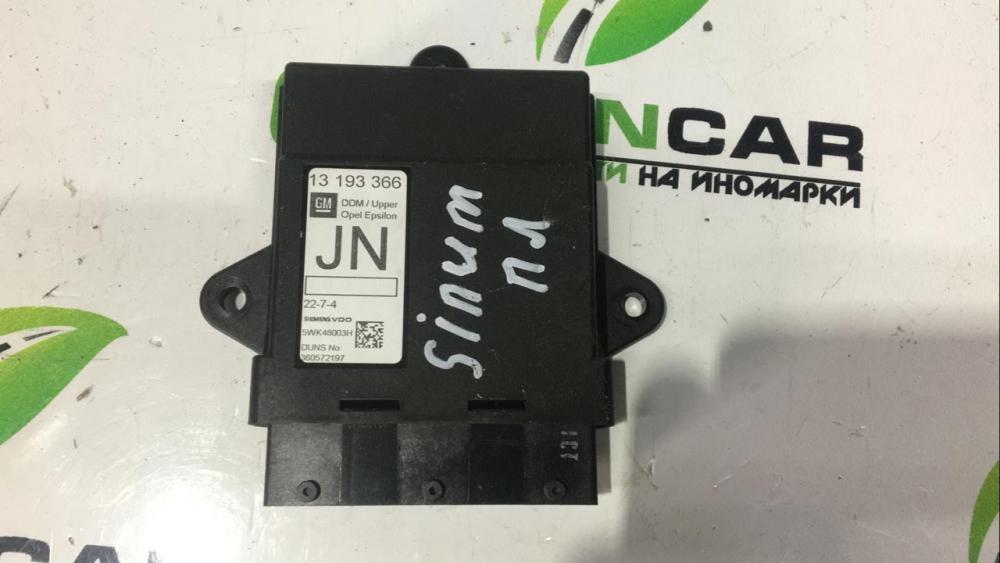 NCAR
НА ИНОМАРКИ
13 193 366
GM
DDM / Upper
Opel Epsilon
JN
22-7-4
SIEMENS VDO
5WK46003H
DUNS No
360572197
Sinum
пл